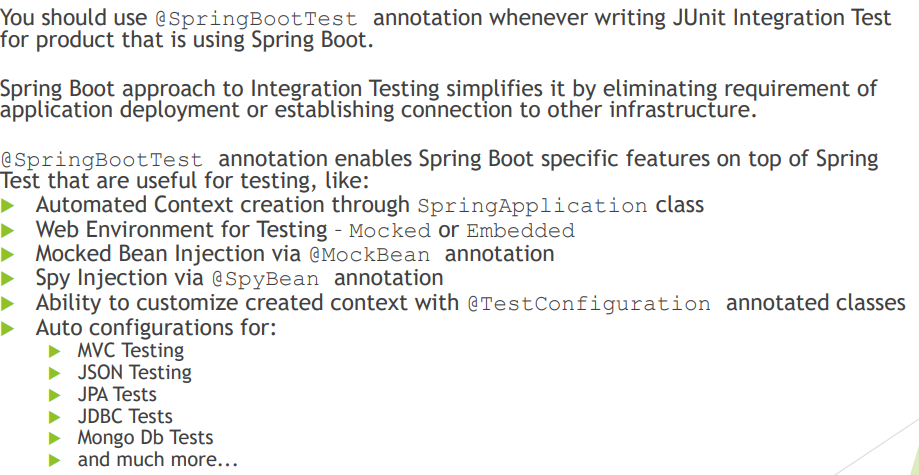 You should use @SpringBootTest annotation whenever writing JUnit Integration Test
for product that is using Spring Boot.
Spring Boot approach to Integration Testing simplifies it by eliminating requirement of
application deployment or establishing connection to other infrastructure.
@SpringBootTest annotation enables Spring Boot specific features on top of Spring
Test that are useful for testing, like:
Automated Context creation through SpringApplication class
Web Environment for Testing - Mocked or Embedded
Mocked Bean Injection via @MockBean annotation
Spy Injection via @SpyBean annotation
Ability to customize created context with @TestConfiguration annotated classes
Auto configurations for:
MVC Testing
JSON Testing
JPA Tests
JDBC Tests
Mongo Db Tests
and much more...